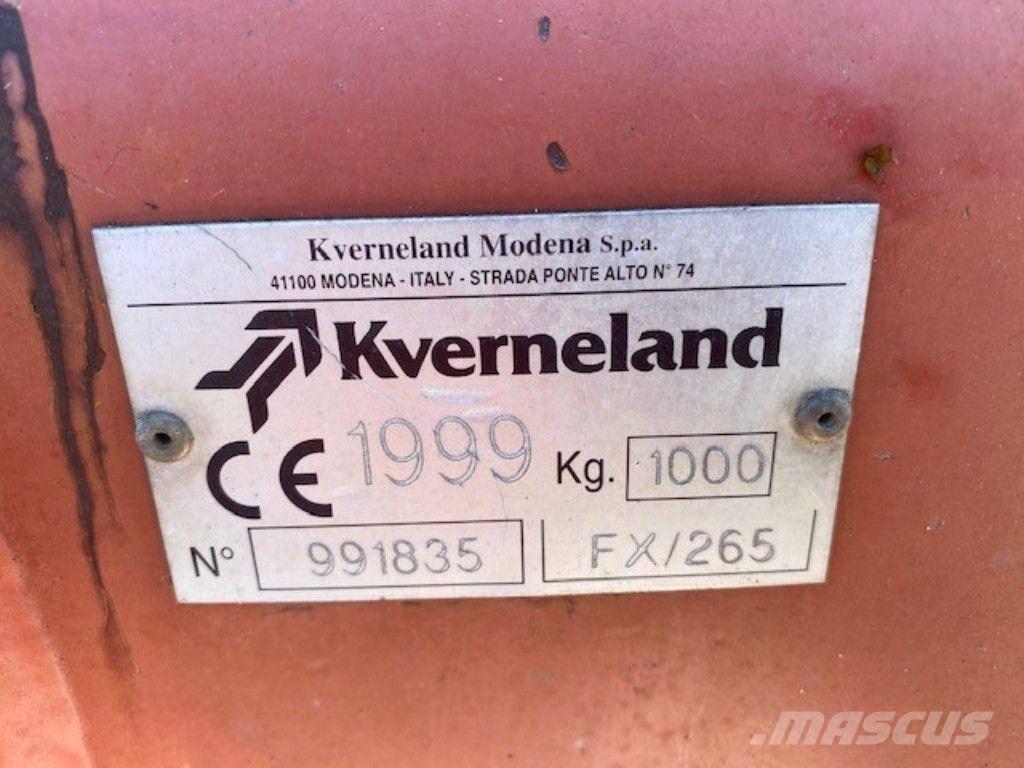 Kverneland Modena S.p.a.
41100 MODENA - ITALY - STRADA PONTE ALTO N° 74
Kverneland
CE 1999 Kg. 1000
N° 991835 FX/265
MASCUS